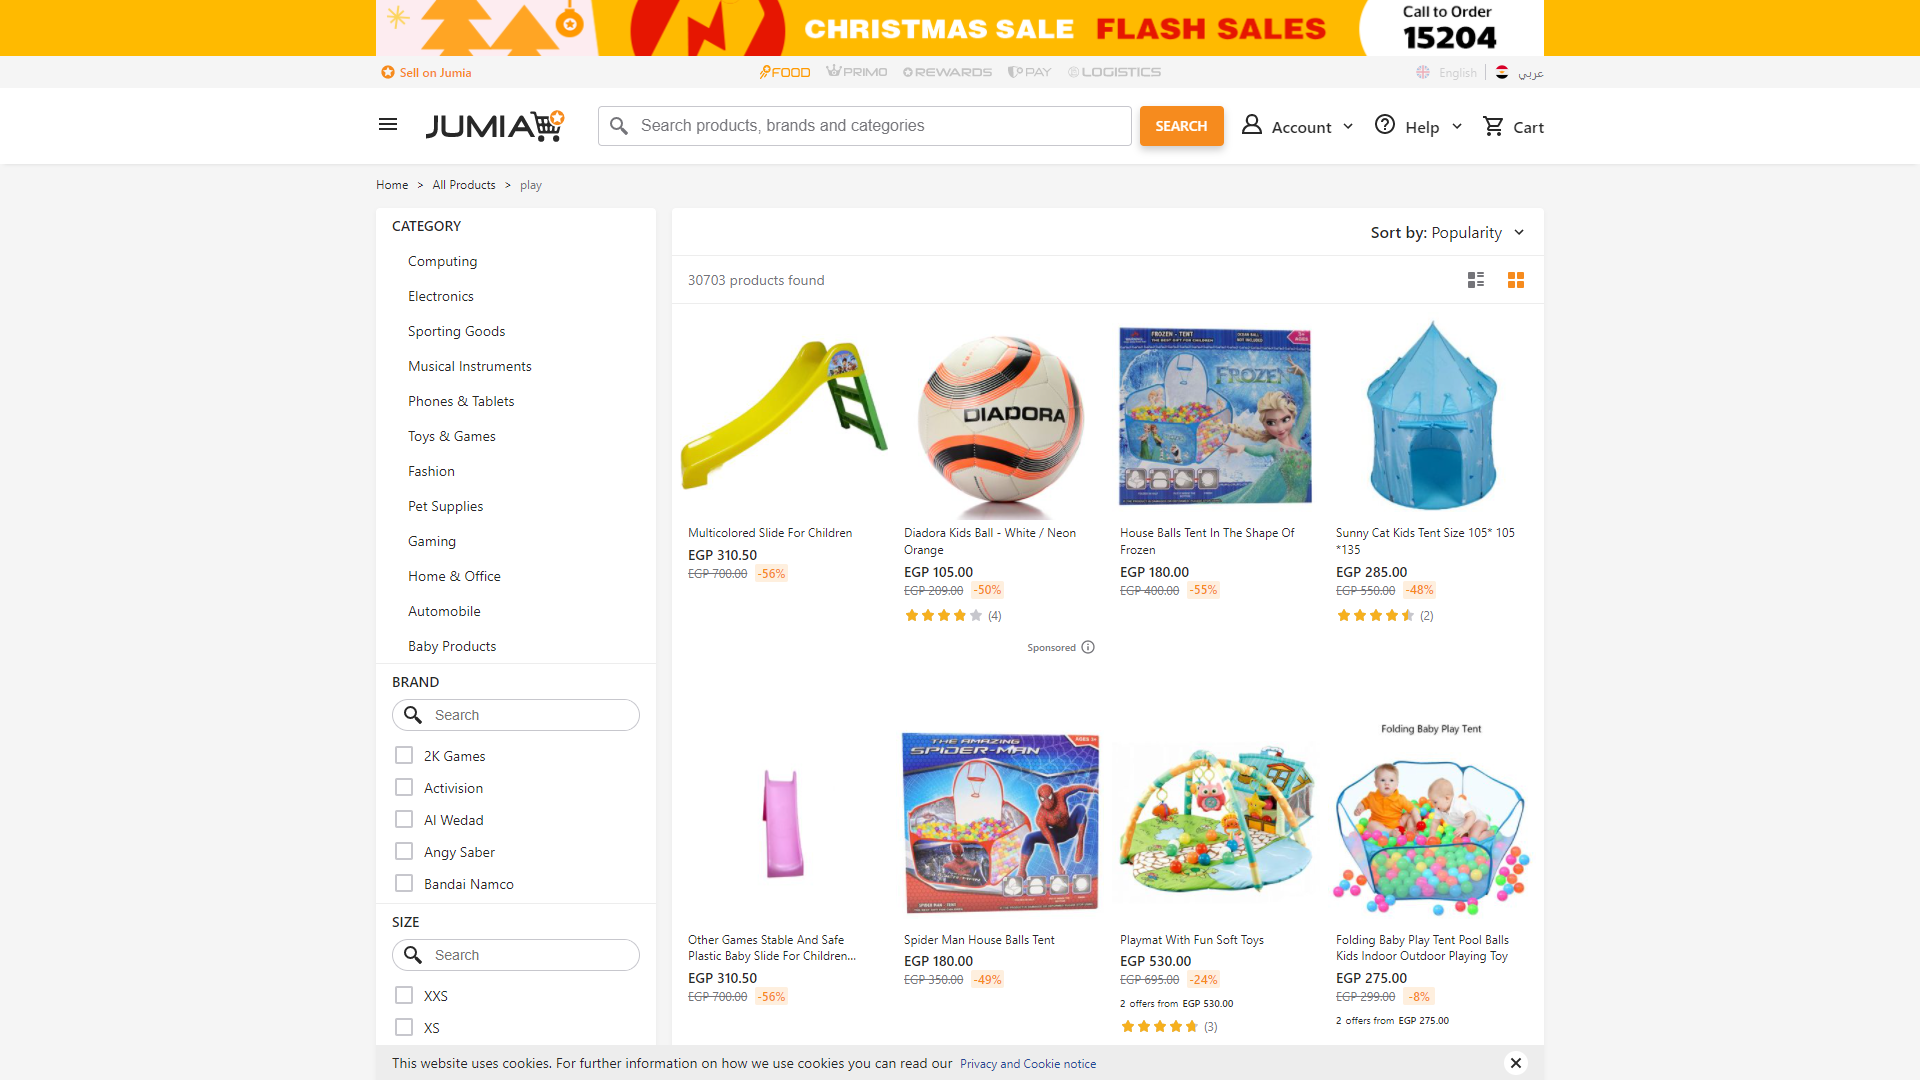 CHRISTMAS SALE FLASH SALES
Call to Order
15204
Sell on Jumia
FOOD
PRIMO
REWARDS
PAY
LOGISTICS
English
عربي
JUMIA
Search products, brands and categories
SEARCH
Account
Help
Cart
Home > All Products > play
CATEGORY
Computing
Electronics
Sporting Goods
Musical Instruments
Phones & Tablets
Toys & Games
Fashion
Pet Supplies
Gaming
Home & Office
Automobile
Baby Products
BRAND
Search
2K Games
Activision
Al Wedad
Angy Saber
Bandai Namco
SIZE
Search
XXS
XS
Sort by: Popularity
30703 products found
Multicolored Slide For Children
EGP 310.50
EGP 700.00 -56%
DIADORA
Diadora Kids Ball - White / Neon
Orange
EGP 105.00
EGP 209.00 -50%
(4)
Sponsored
FROZEN - TENT
THE BEST GIFT FOR CHILDREN
FROZEN
House Balls Tent In The Shape Of
Frozen
EGP 180.00
EGP 400.00 -55%
Sunny Cat Kids Tent Size 105* 105
*135
EGP 285.00
EGP 550.00 -48%
(2)
Other Games Stable And Safe
Plastic Baby Slide For Children...
EGP 310.50
EGP 700.00 -56%
THE AMAZING
SPIDER-MAN
Spider Man House Balls Tent
EGP 180.00
EGP 350.00 -49%
Playmat With Fun Soft Toys
EGP 530.00
EGP 695.00 -24%
2 offers from EGP 530.00
(3)
Folding Baby Play Tent
Folding Baby Play Tent Pool Balls
Kids Indoor Outdoor Playing Toy
EGP 275.00
EGP 299.00 -8%
2 offers from EGP 275.00
This website uses cookies. For further information on how we use cookies you can read our Privacy and Cookie notice